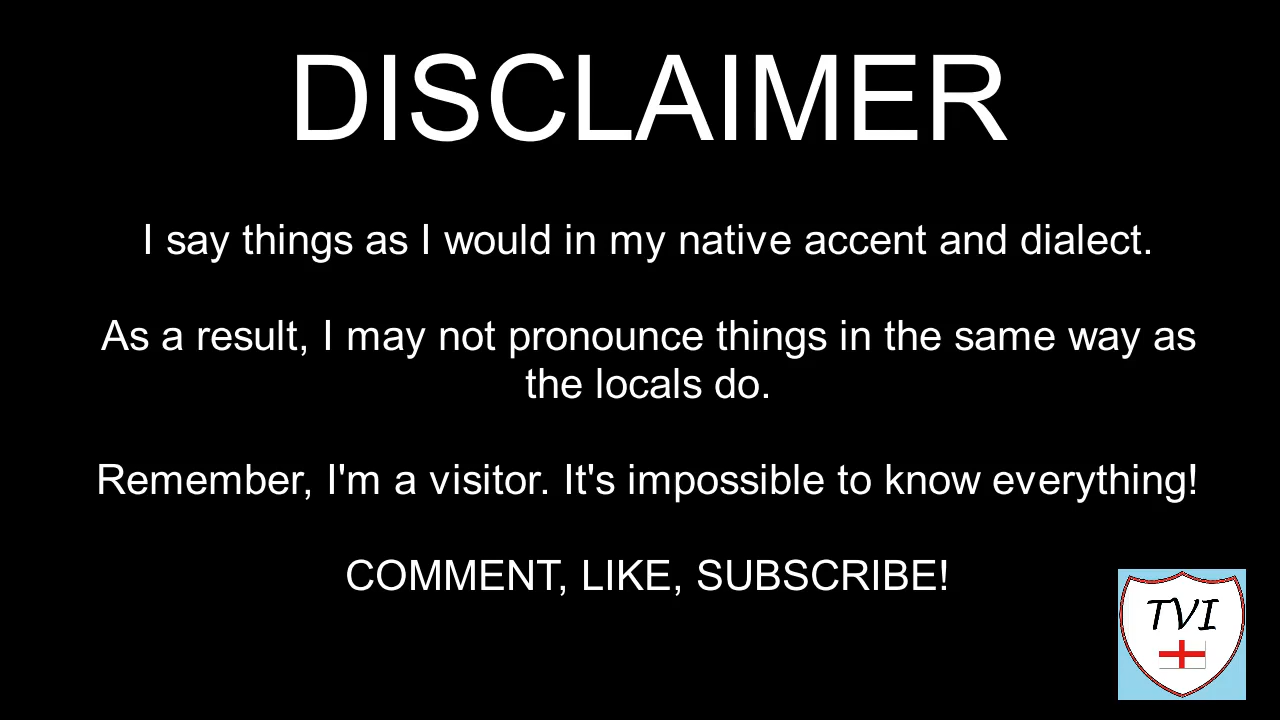 DISCLAIMER
I say things as I would in my native accent and dialect.
As a result, I may not pronounce things in the same way as
the locals do.
Remember, I'm a visitor. It's impossible to know everything!
COMMENT, LIKE, SUBSCRIBE!
TVI